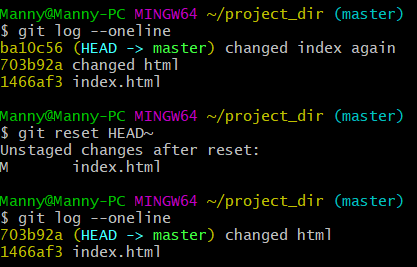 Manny@Manny-PC MINGW64 ~/project_dir (master)
$ git log --oneline
ba10c56 (HEAD -> master) changed index again
703b92a changed html
1466af3 index.html
Manny@Manny-PC MINGW64 ~/project_dir (master)
$ git reset HEAD~
Unstaged changes after reset:
M       index.html
Manny@Manny-PC MINGW64 ~/project_dir (master)
$ git log --oneline
703b92a (HEAD -> master) changed html
1466af3 index.html